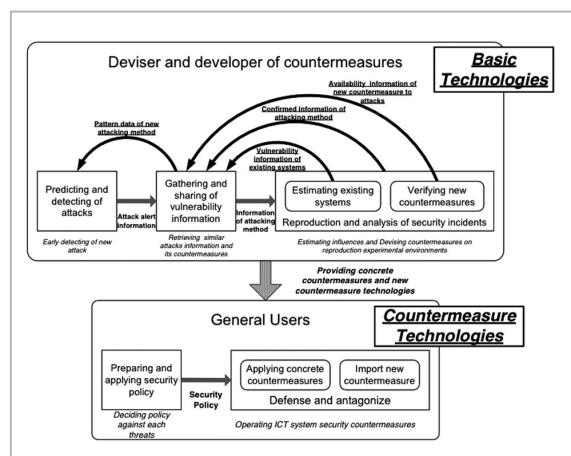 Deviser and developer of countermeasures
Basic
Technologies
Availability information of
new countermeasure to
attacks
Pattern data of new
attacking method
Confirmed information of
attacking method
Vulnerability
information of
existing systems
Predicting and
detecting of
attacks
Attack alert
information
Gathering and
sharing of
vulnerability
information
Information
of attacking
method
Estimating existing
systems
Verifying new
countermeasures
Reproduction and analysis of security incidents
Early detecting of new
attack
Retrieving similar
attacks information and
its countermeasures
Estimating influences and Devising countermeasures on
reproduction experimental environments
Providing concrete
countermeasures and new
countermeasure technologies
General Users
Countermeasure
Technologies
Preparing and
applying security
policy
Security
Policy
Applying concrete
countermeasures
Import new
countermeasure
Defense and antagonize
Deciding policy
against each
threats
Operating ICT system security countermeasures